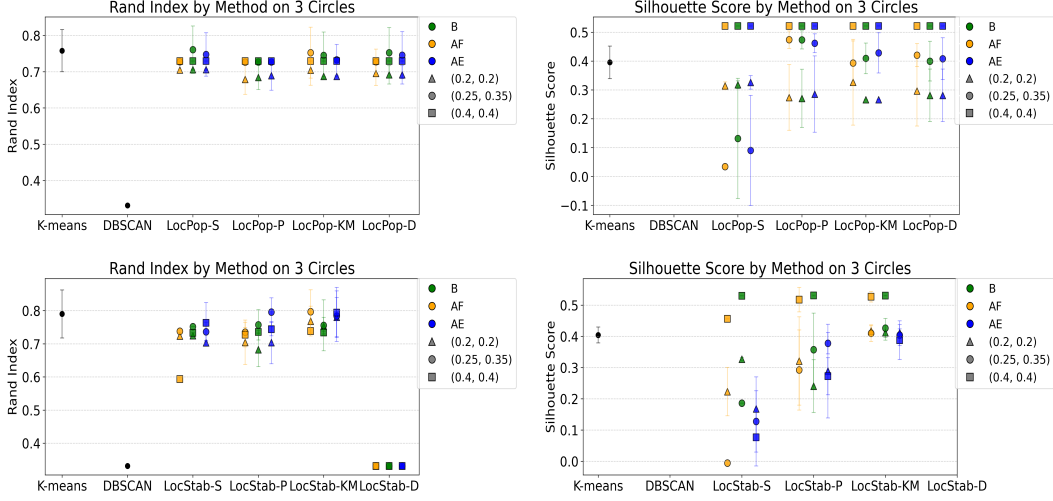 Rand Index by Method on 3 Circles
Rand Index
0.8
0.7
0.6
0.5
0.4
K-means DBSCAN LocPop-S LocPop-P LocPop-KM LocPop-D
B
AF
AE
(0.2, 0.2)
(0.25, 0.35)
(0.4, 0.4)
Silhouette Score by Method on 3 Circles
Silhouette Score
0.5
0.4
0.3
0.2
0.1
0.0
−0.1
K-means DBSCAN LocPop-S LocPop-P LocPop-KM LocPop-D
B
AF
AE
(0.2, 0.2)
(0.25, 0.35)
(0.4, 0.4)
Rand Index by Method on 3 Circles
Rand Index
0.8
0.7
0.6
0.5
0.4
K-means DBSCAN LocStab-S LocStab-P LocStab-KM LocStab-D
B
AF
AE
(0.2, 0.2)
(0.25, 0.35)
(0.4, 0.4)
Silhouette Score by Method on 3 Circles
Silhouette Score
0.5
0.4
0.3
0.2
0.1
0.0
K-means DBSCAN LocStab-S LocStab-P LocStab-KM LocStab-D
B
AF
AE
(0.2, 0.2)
(0.25, 0.35)
(0.4, 0.4)